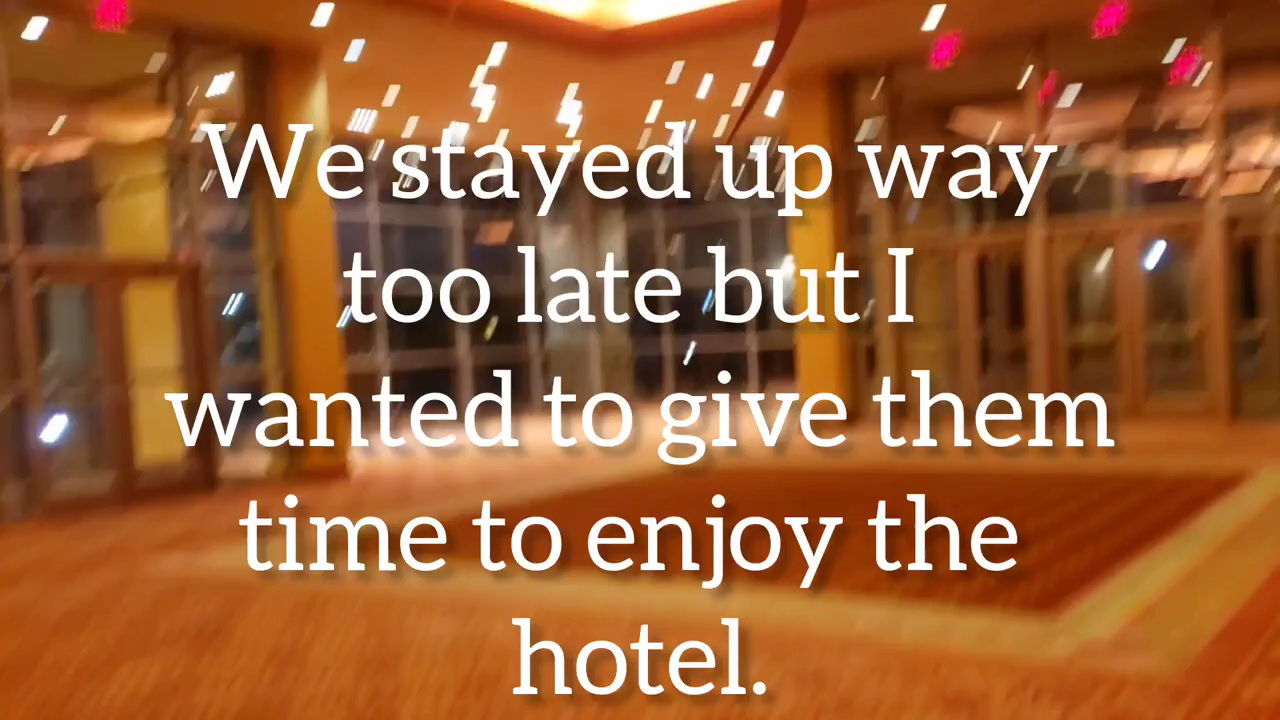 We stayed up way
too late but I
wanted to give them
time to enjoy the
hotel.